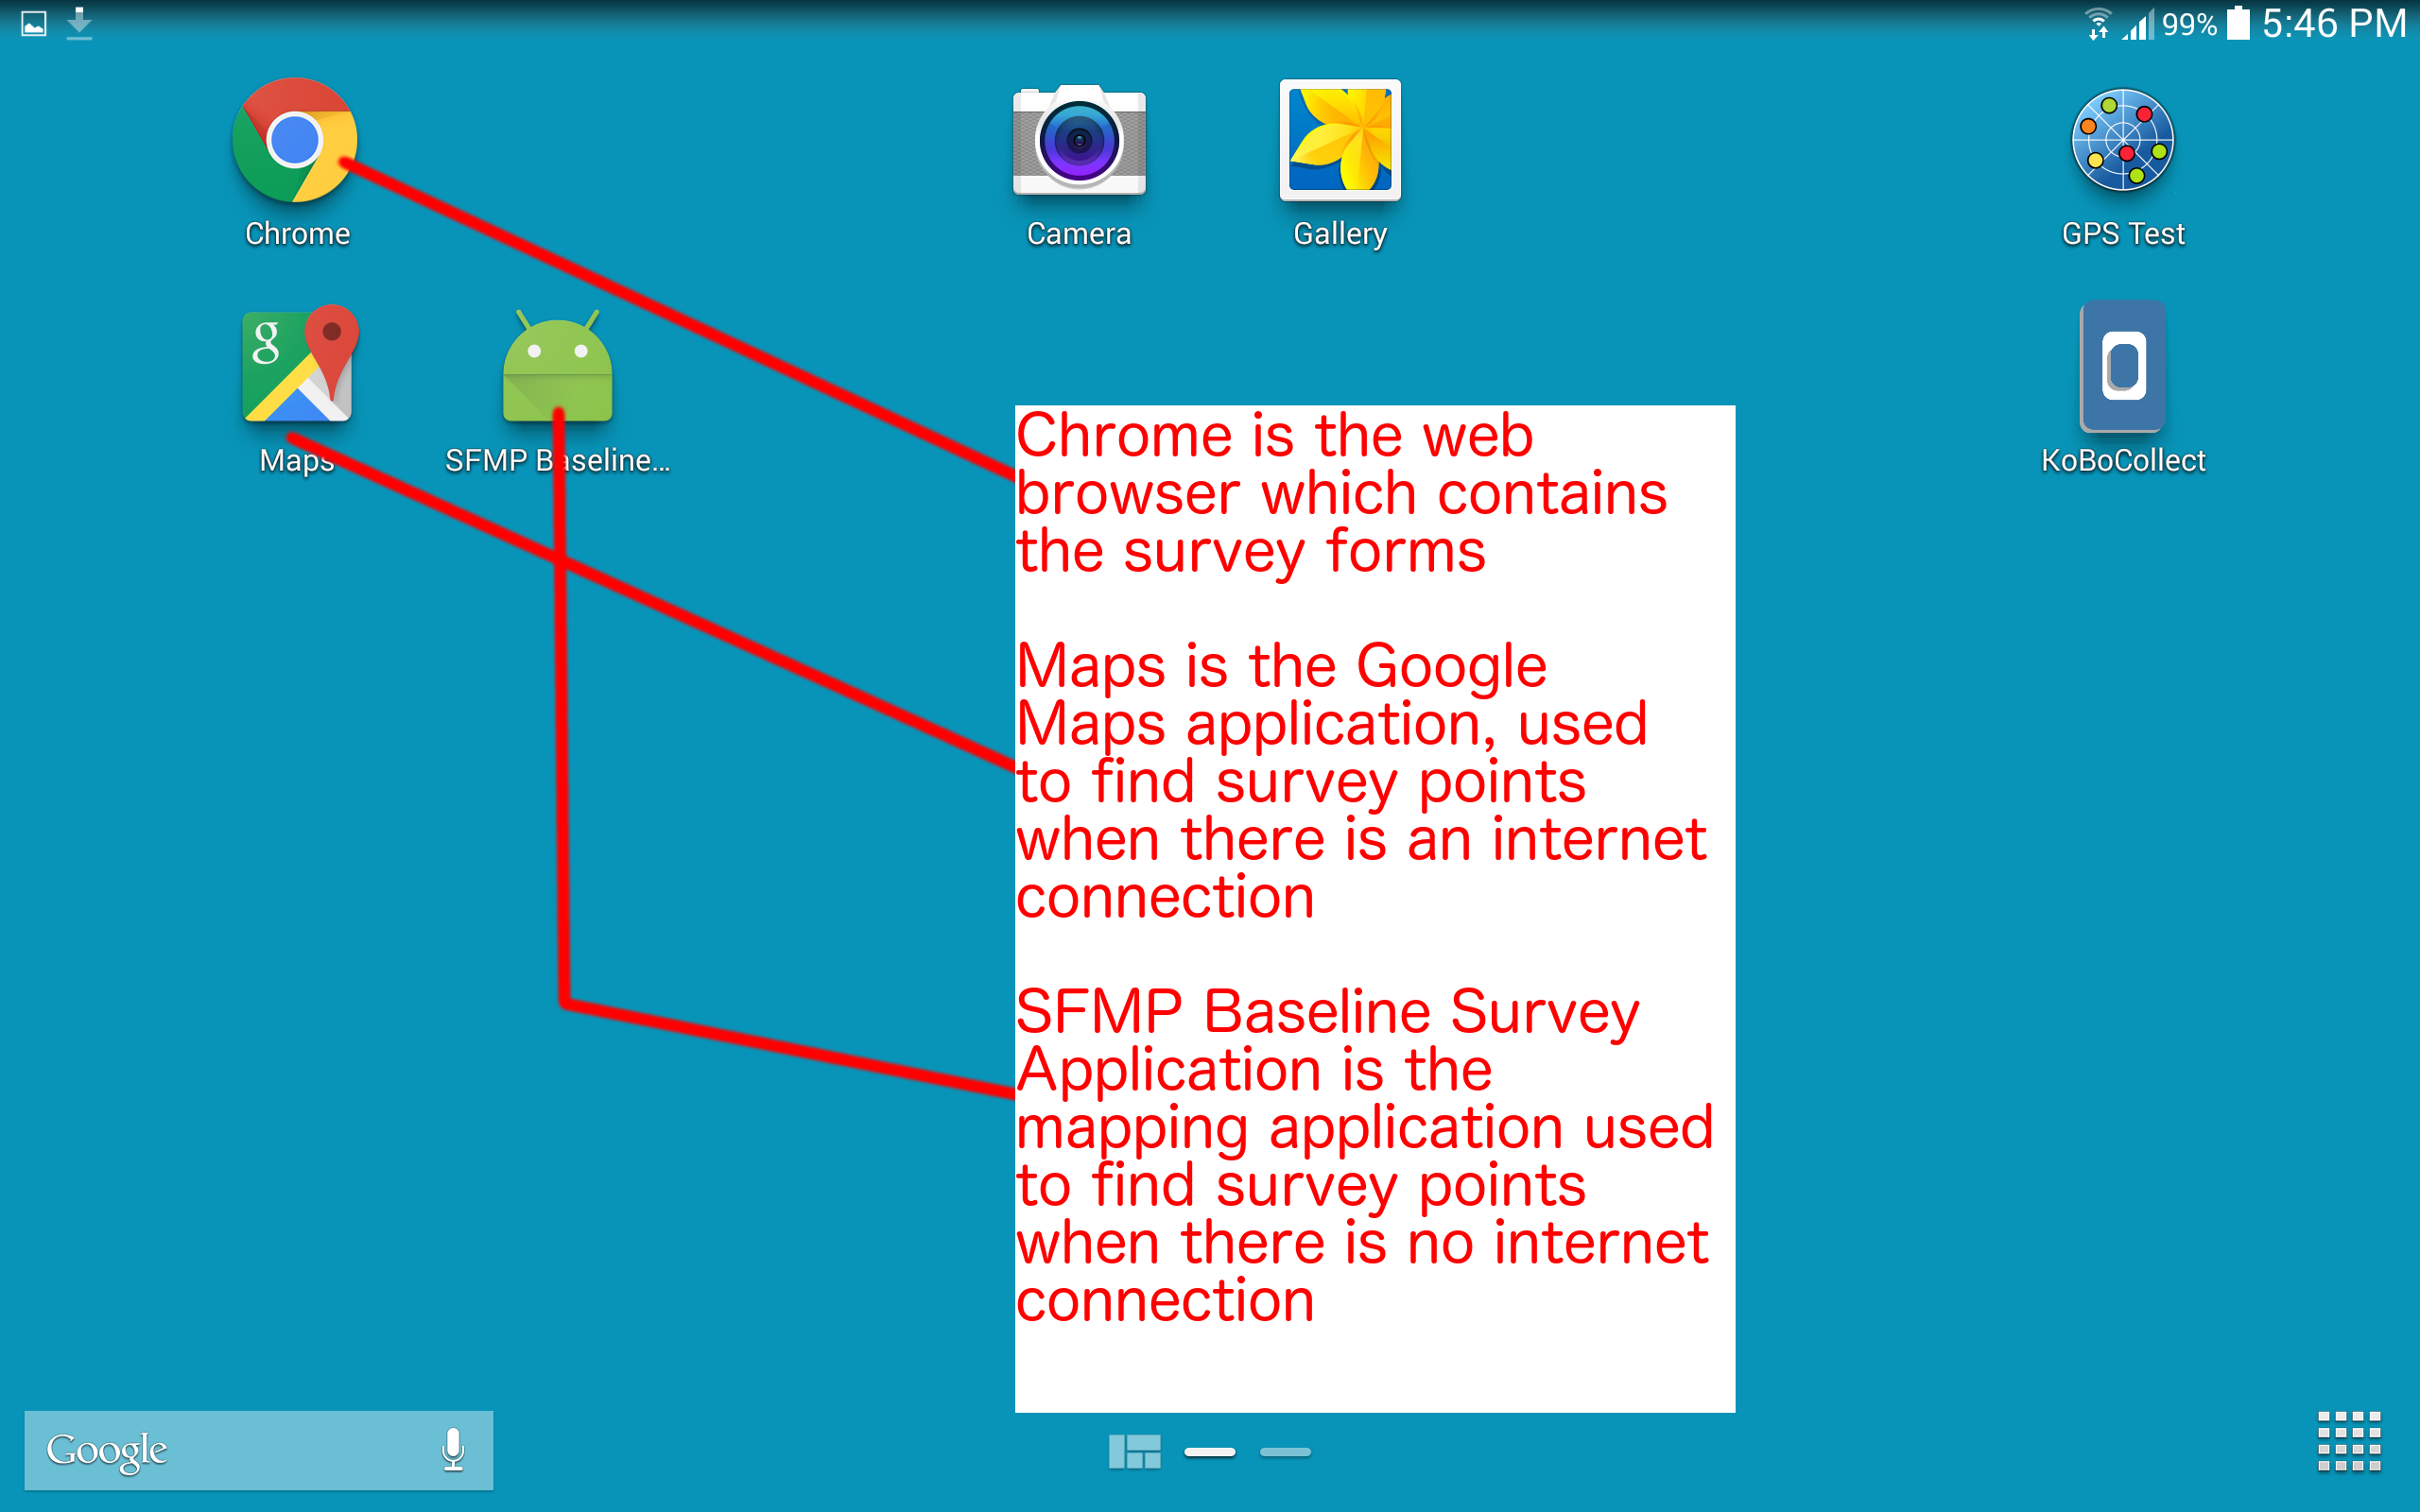 99% 5:46 PM
Chrome
Camera
Gallery
GPS Test
g
Maps
SFMP Baseline...
KoBoCollect
Chrome is the web
browser which contains
the survey forms
Maps is the Google
Maps application, used
to find survey points
when there is an internet
connection
SFMP Baseline Survey
Application is the
mapping application used
to find survey points
when there is no internet
connection
Google